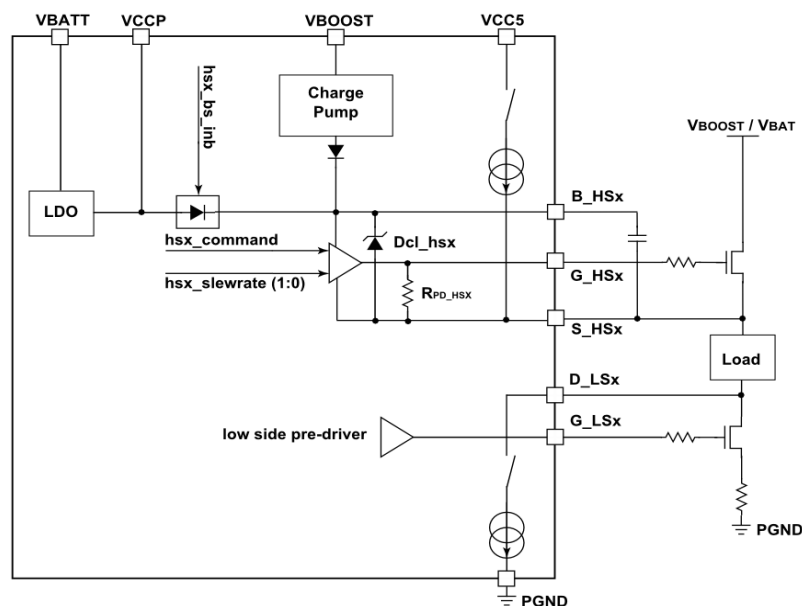 VBATT
VCCP
VBOOST
VCC5
hsx_bs_inb
Charge
Pump
VBOOST / VBAT
LDO
B_HSx
hsx_command
Dcl_hsx
G_HSx
hsx_slewrate (1:0)
RPD_HSX
S_HSx
Load
D_LSx
G_LSx
low side pre-driver
PGND
PGND